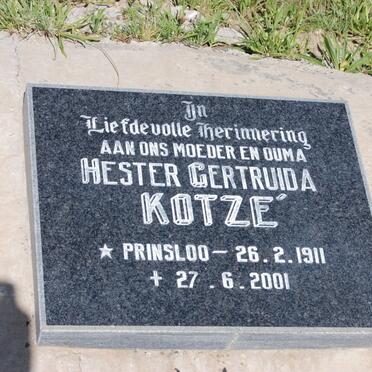 In
Liefdevolle Herinnering
AAN ONS MOEDER EN OUMA
HESTER GERTRUIDA
KOTZE´
★ PRINSLOO – 26.2.1911
✝ 27.6.2001